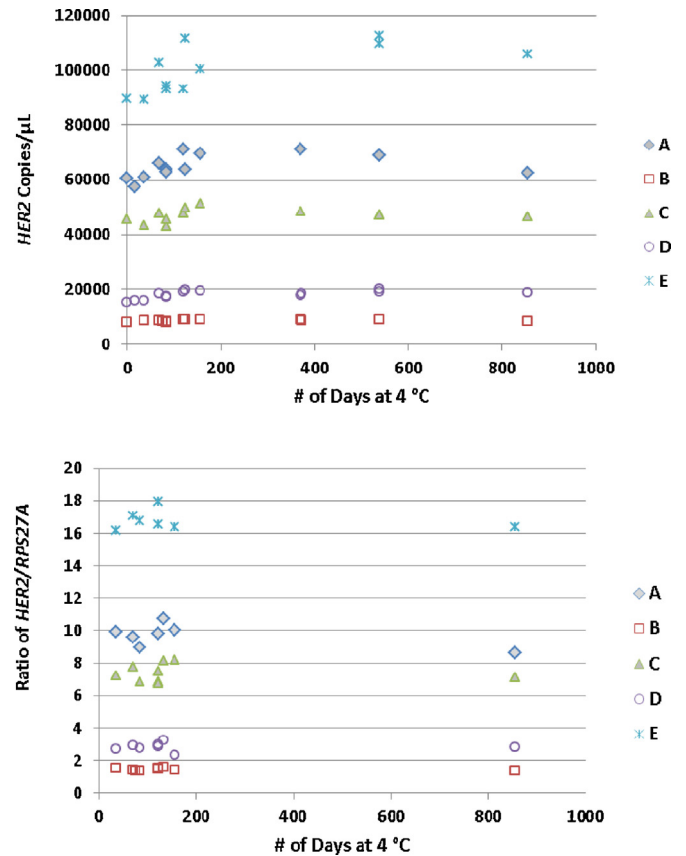 120000
100000
80000
60000
40000
20000
0
HER2 Copies/µL
0 200 400 600 800 1000
# of Days at 4 °C
A
B
C
D
E
20
18
16
14
12
10
8
6
4
2
0
Ratio of HER2/RPS27A
0 200 400 600 800 1000
# of Days at 4 °C
A
B
C
D
E